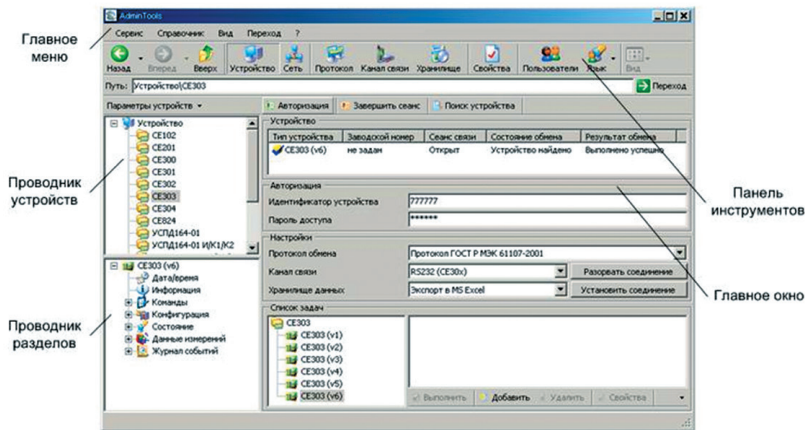 AdminTools
Главное
меню
Сервис Справочник Вид Переход ?
Назад Вперед Вверх Устройство Сеть Протокол Канал связи Хранилище Свойства Пользователи Язык Вид
Путь: Устройство\CE303 Переход
Параметры устройств Авторизация Завершить сеанс Поиск устройства
Проводник
устройств
Устройство
CE102
CE201
CE300
CE301
CE302
CE303
CE304
CE824
УСПД164-01
УСПД164-01 И/К1/К2
Устройство
Тип устройства Заводской номер Сеанс связи Состояние обмена Результат обмена
CE303 (v6) не задан Открыт Устройство найдено Выполнено успешно
Авторизация
Идентификатор устройства 777777
Пароль доступа ******
Панель
инструментов
Настройки
Протокол обмена Протокол ГОСТ Р МЭК 61107-2001
Канал связи RS232 (CE30x) Разорвать соединение
Хранилище данных Экспорт в MS Excel Установить соединение
Главное окно
Проводник
разделов
CE303 (v6)
Дата/время
Информация
Команды
Конфигурация
Состояние
Данные измерений
Журнал событий
Список задач
CE303
CE303 (v1)
CE303 (v2)
CE303 (v3)
CE303 (v4)
CE303 (v5)
CE303 (v6)
Выполнить Добавить Удалить Свойства